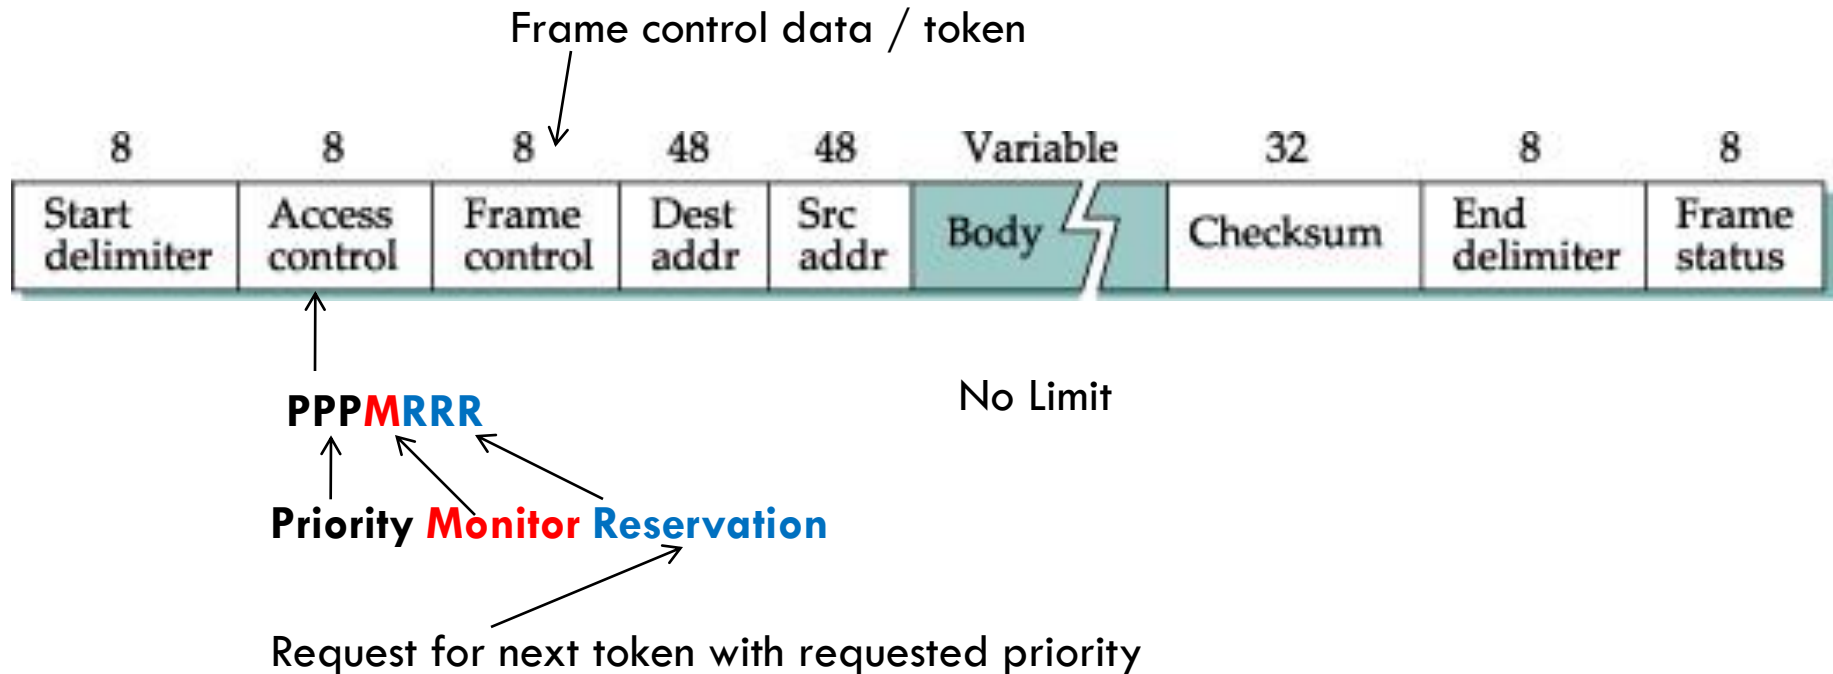 Frame control data / token
8 8 8 48 48 Variable 32 8 8
Start delimiter
Access control
Frame control
Dest addr
Src addr
Body
Checksum
End delimiter
Frame status
PPPMRRR
No Limit
Priority Monitor Reservation
Request for next token with requested priority